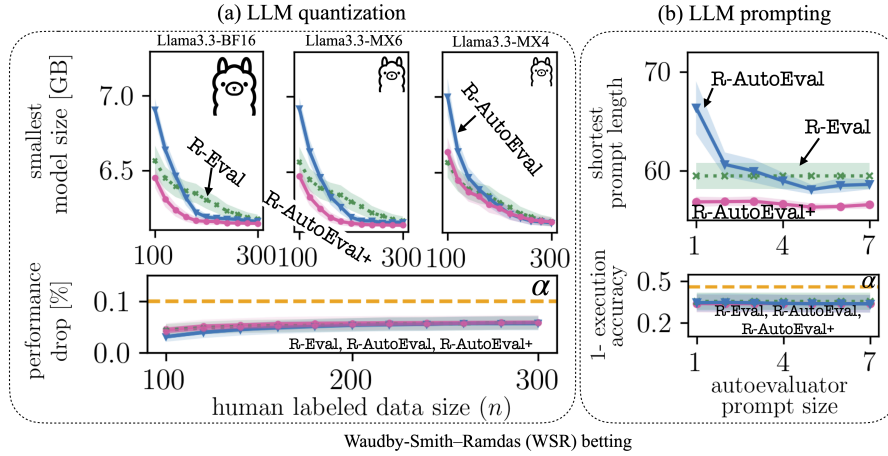 (a) LLM quantization
(b) LLM prompting
Llama3.3-BF16
Llama3.3-MX6
Llama3.3-MX4
smallest
model size [GB]
7.0
6.5
R-Eval
R-AutoEval+
R-AutoEval
100
300
100
300
100
300
performance
drop [%]
0.1
0.0
α
R-Eval, R-AutoEval, R-AutoEval+
100
200
300
human labeled data size (n)
shortest
prompt length
70
60
R-AutoEval
R-Eval
R-AutoEval+
1
4
7
1- execution
accuracy
0.5
0.2
α
R-Eval, R-AutoEval,
R-AutoEval+
1
4
7
autoevaluator
prompt size
Waudby-Smith–Ramdas (WSR) betting